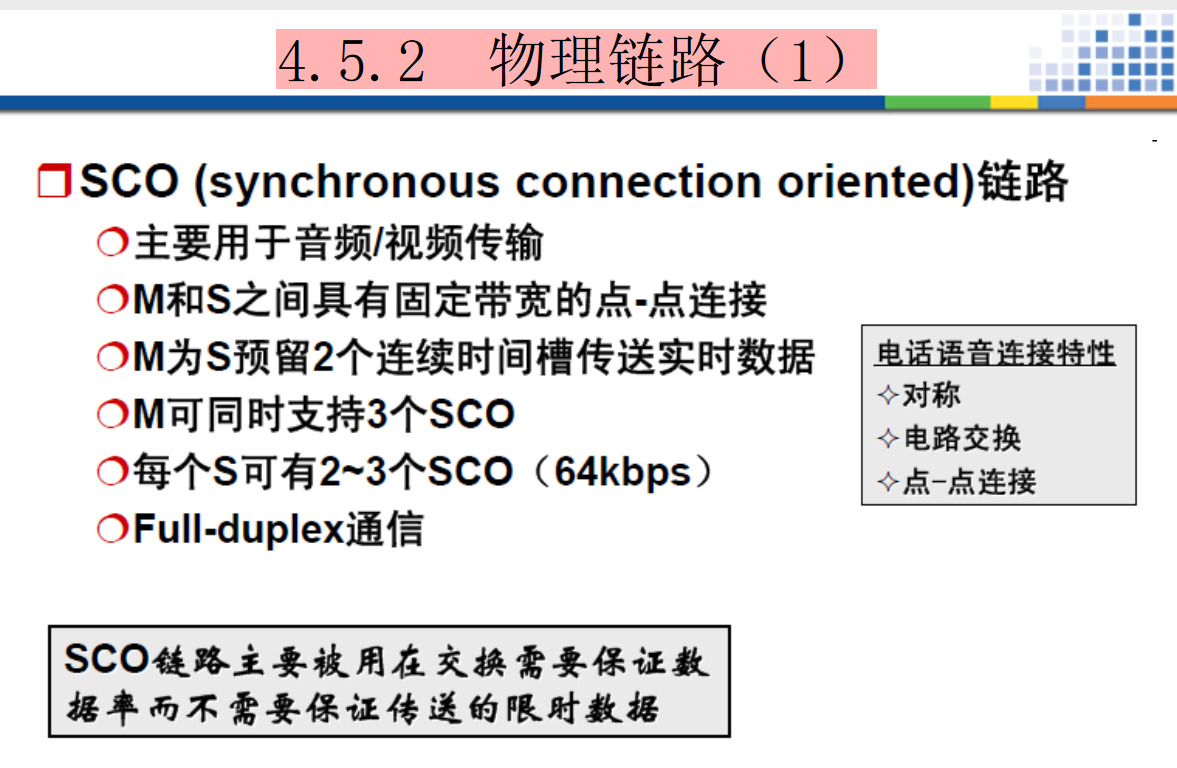 4.5.2 物理链路（1）
SCO (synchronous connection oriented)链路
主要用于音频/视频传输
M和S之间具有固定带宽的点-点连接
M为S预留2个连续时间槽传送实时数据
M可同时支持3个SCO
每个S可有2~3个SCO（64kbps）
Full-duplex通信
电话语音连接特性
对称
电路交换
点-点连接
SCO链路主要被用在交换需要保证数
据率而不需要保证传送的限时数据